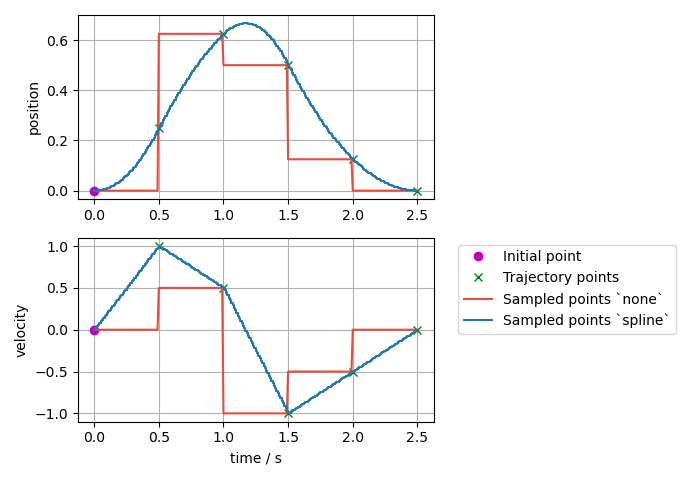 position
0.6
0.4
0.2
0.0
0.0 0.5 1.0 1.5 2.0 2.5
velocity
1.0
0.5
0.0
−0.5
−1.0
0.0 0.5 1.0 1.5 2.0 2.5
time / s
Initial point
Trajectory points
Sampled points `none`
Sampled points `spline`